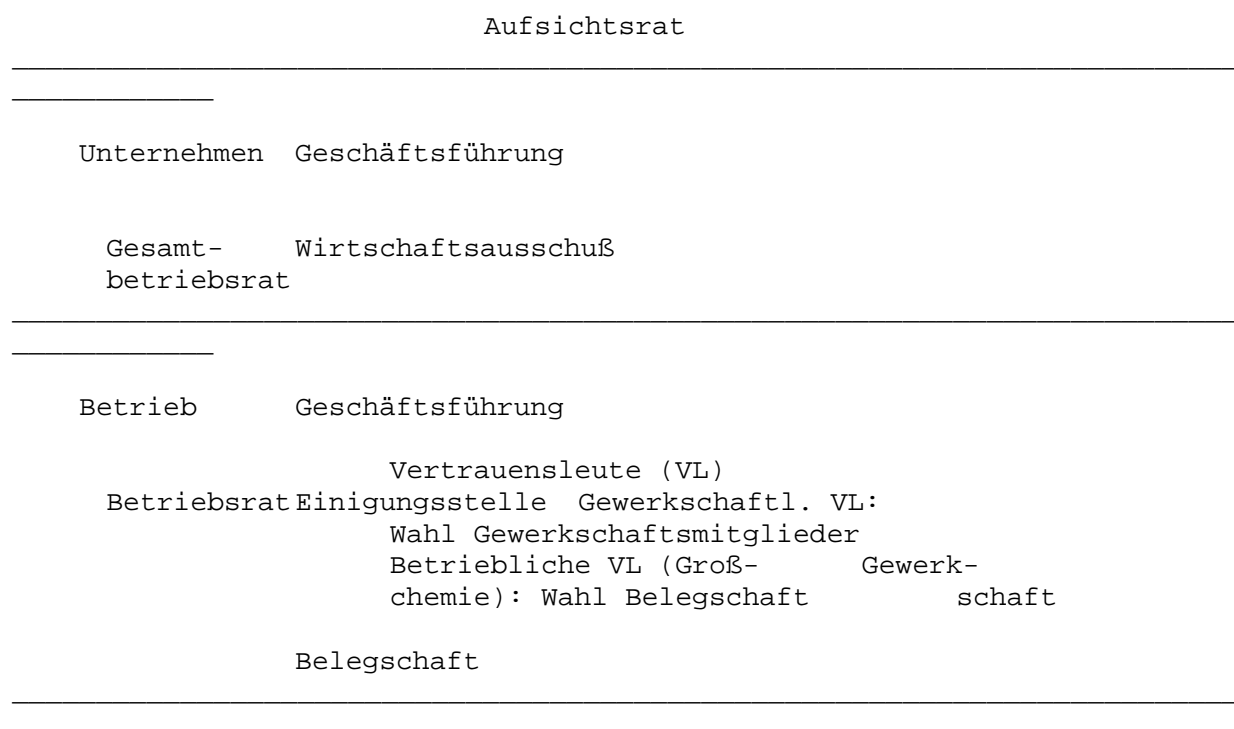 Aufsichtsrat
Unternehmen Geschäftsführung
Gesamt- Wirtschaftsausschuß
betriebsrat
Betrieb Geschäftsführung
Vertrauensleute (VL)
Betriebsrat Einigungsstelle Gewerkschaftl. VL:
Wahl Gewerkschaftsmitglieder
Betriebliche VL (Groß- Gewerk-
chemie): Wahl Belegschaft schaft
Belegschaft